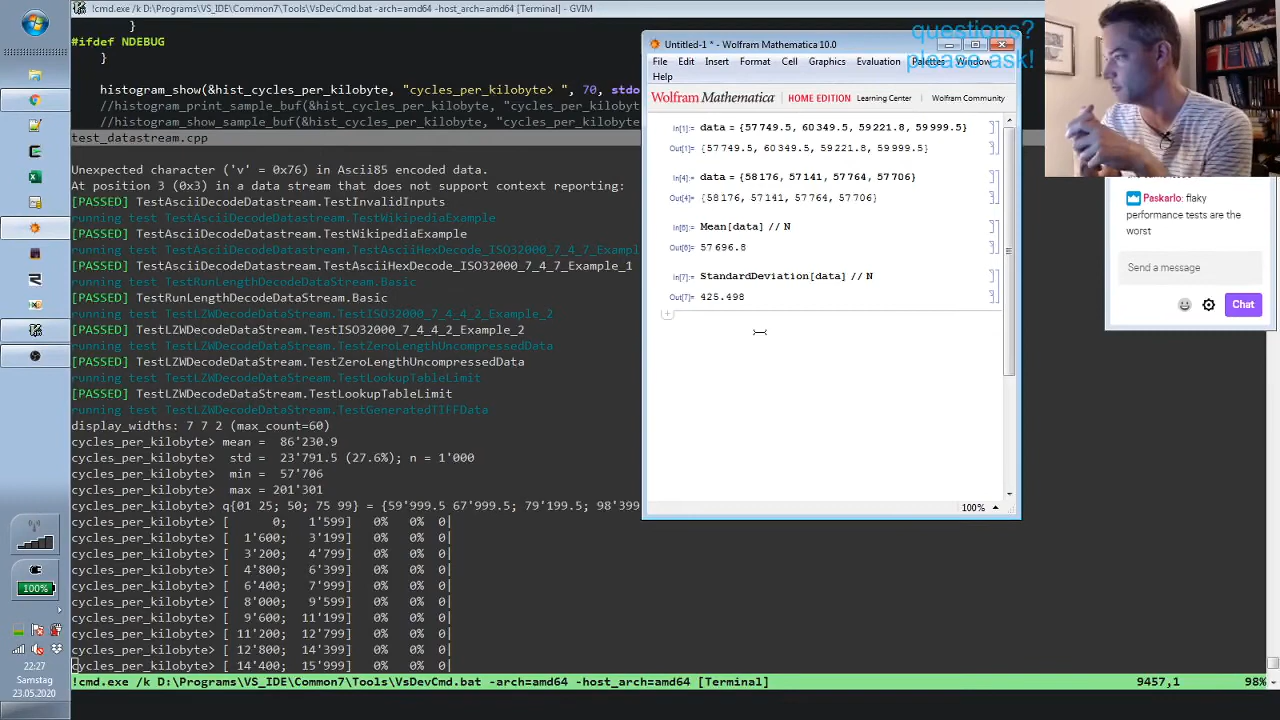 !cmd.exe /k D:\Programs\VS_IDE\Common7\Tools\VsDevCmd.bat -arch=amd64 -host_arch=amd64 [Terminal] - GVIM
}
#ifdef NDEBUG
}
histogram_show(&hist_cycles_per_kilobyte, "cycles_per_kilobyte> ", 70, stdo
//histogram_print_sample_buf(&hist_cycles_per_kilobyte, "cycles_per_kilobyte
//histogram_show_sample_buf(&hist_cycles_per_kilobyte, "cycles_per_kilobyte
test_datastream.cpp
Unexpected character ('v' = 0x76) in Ascii85 encoded data.
At position 3 (0x3) in a data stream that does not support context reporting:
[PASSED] TestAsciiDecodeDataStream.TestInvalidInputs
running test TestAsciiDecodeDataStream.TestWikipediaExample
[PASSED] TestAsciiDecodeDataStream.TestWikipediaExample
running test TestAsciiDecodeDataStream.TestAsciiHexDecode_ISO32000_7_4_7_Exampl
[PASSED] TestAsciiDecodeDataStream.TestAsciiHexDecode_ISO32000_7_4_7_Example_1
running test TestRunLengthDecodeDataStream.Basic
[PASSED] TestRunLengthDecodeDataStream.Basic
running test TestLZWDecodeDataStream.TestISO32000_7_4_4_2_Example_2
[PASSED] TestLZWDecodeDataStream.TestISO32000_7_4_4_2_Example_2
running test TestLZWDecodeDataStream.TestZeroLengthUncompressedData
[PASSED] TestLZWDecodeDataStream.TestZeroLengthUncompressedData
running test TestLZWDecodeDataStream.TestLookupTableLimit
[PASSED] TestLZWDecodeDataStream.TestLookupTableLimit
running test TestLZWDecodeDataStream.TestGeneratedTIFFData
display_widths: 7 7 2 (max_count=60)
cycles_per_kilobyte> mean = 86'230.9
cycles_per_kilobyte> std = 23'791.5 (27.6%); n = 1'000
cycles_per_kilobyte> min = 57'706
cycles_per_kilobyte> max = 201'301
cycles_per_kilobyte> q{01 25; 50; 75 99} = {59'999.5 67'999.5; 79'199.5; 98'399
cycles_per_kilobyte> [ 0; 1'599] 0% 0% 0|
cycles_per_kilobyte> [ 1'600; 3'199] 0% 0% 0|
cycles_per_kilobyte> [ 3'200; 4'799] 0% 0% 0|
cycles_per_kilobyte> [ 4'800; 6'399] 0% 0% 0|
cycles_per_kilobyte> [ 6'400; 7'999] 0% 0% 0|
cycles_per_kilobyte> [ 8'000; 9'599] 0% 0% 0|
cycles_per_kilobyte> [ 9'600; 11'199] 0% 0% 0|
cycles_per_kilobyte> [ 11'200; 12'799] 0% 0% 0|
cycles_per_kilobyte> [ 12'800; 14'399] 0% 0% 0|
cycles_per_kilobyte> [ 14'400; 15'999] 0% 0% 0|
!cmd.exe /k D:\Programs\VS_IDE\Common7\Tools\VsDevCmd.bat -arch=amd64 -host_arch=amd64 [Terminal] 9457,1 98%
Untitled-1 * - Wolfram Mathematica 10.0
File Edit Insert Format Cell Graphics Evaluation Palettes Window
Help
Wolfram Mathematica HOME EDITION Learning Center Wolfram Community
In[1]:= data = {57749.5, 60349.5, 59221.8, 59999.5}
Out[1]= {57749.5, 60349.5, 59221.8, 59999.5}
In[4]:= data = {58176, 57141, 57764, 57706}
Out[4]= {58176, 57141, 57764, 57706}
In[6]:= Mean[data] // N
Out[6]= 57696.8
In[7]:= StandardDeviation[data] // N
Out[7]= 425.498
100%
questions?
please ask!
Paskarlo: flaky
performance tests are the
worst
Send a message
Chat
100%
22:27
Samstag
23.05.2020